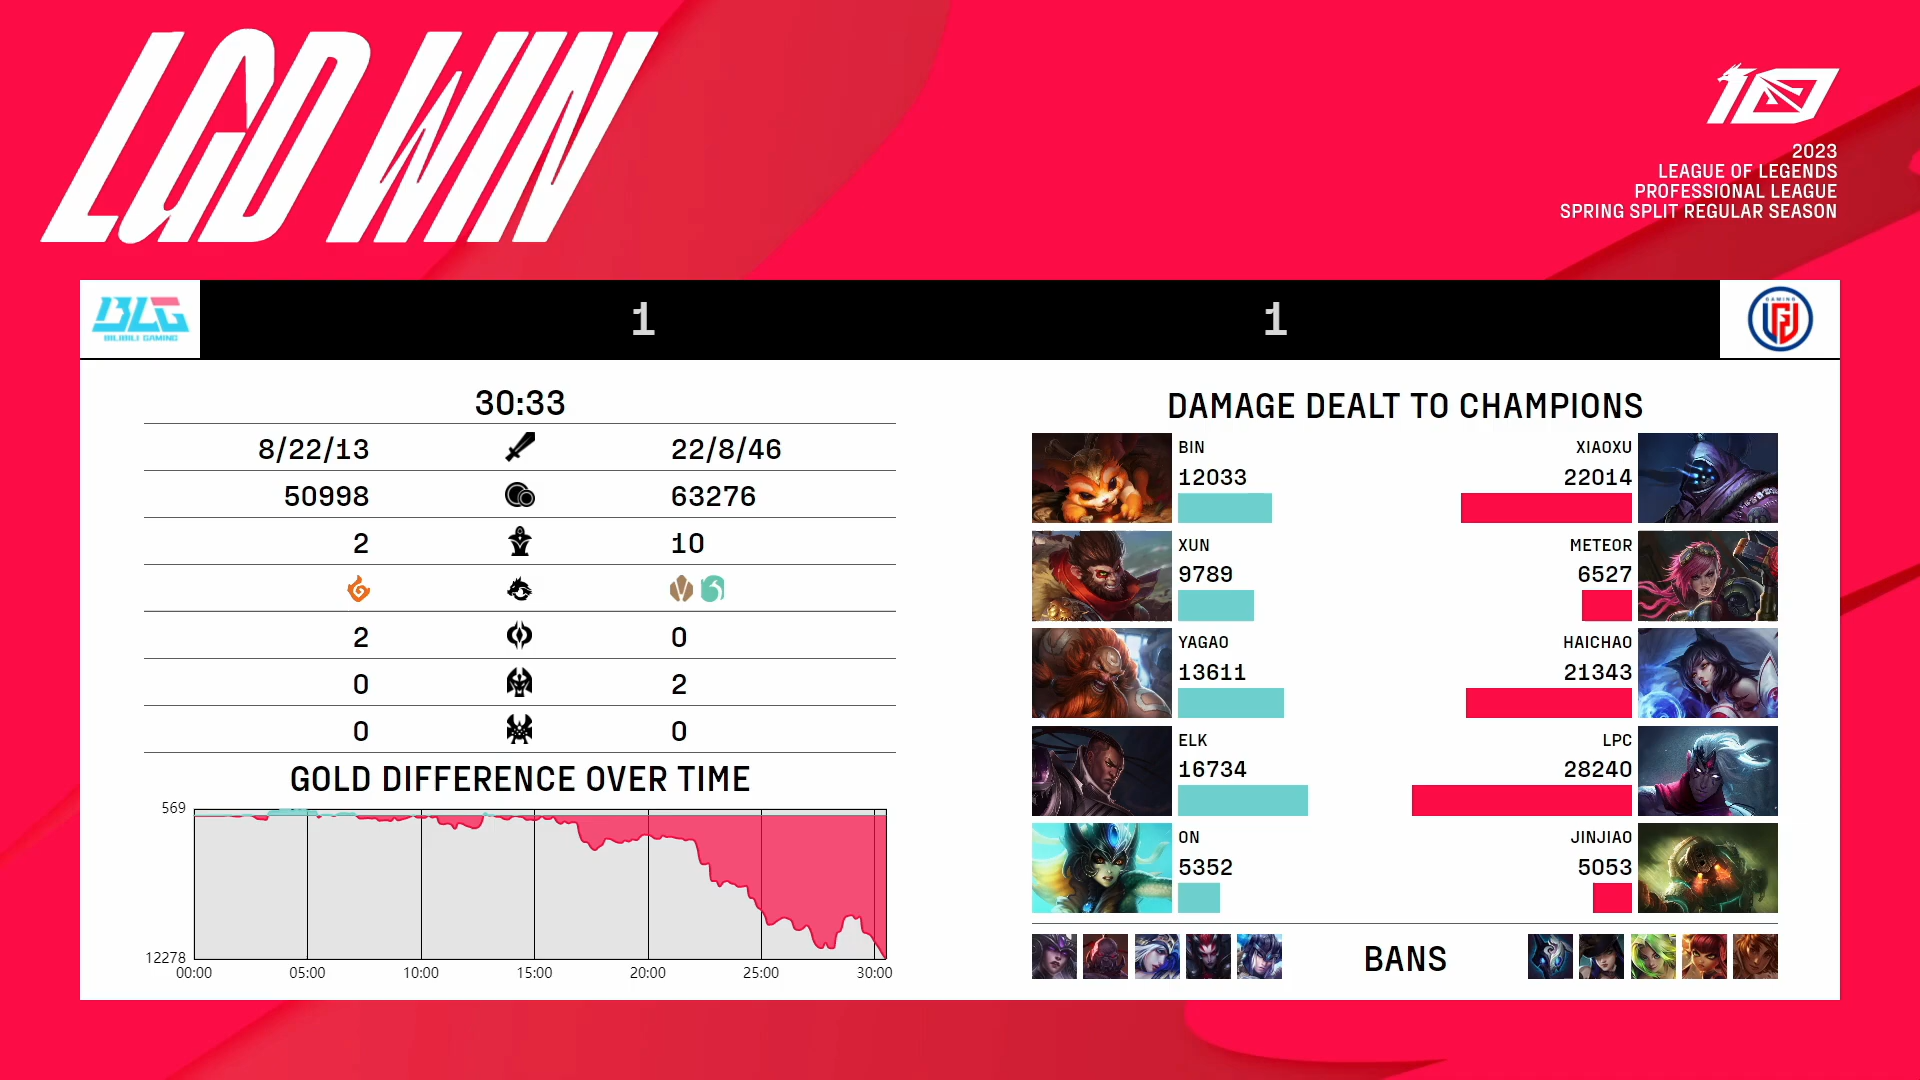 LGD WIN
2023
LEAGUE OF LEGENDS
PROFESSIONAL LEAGUE
SPRING SPLIT REGULAR SEASON
BLG
BILIBILI GAMING
1
1
GAMING
30:33
8/22/13
22/8/46
50998
63276
2
10
2
0
0
2
0
0
GOLD DIFFERENCE OVER TIME
569
12278
00:00
05:00
10:00
15:00
20:00
25:00
30:00
DAMAGE DEALT TO CHAMPIONS
BIN
12033
XIAOXU
22014
XUN
9789
METEOR
6527
YAGAO
13611
HAICHAO
21343
ELK
16734
LPC
28240
ON
5352
JINJIAO
5053
BANS